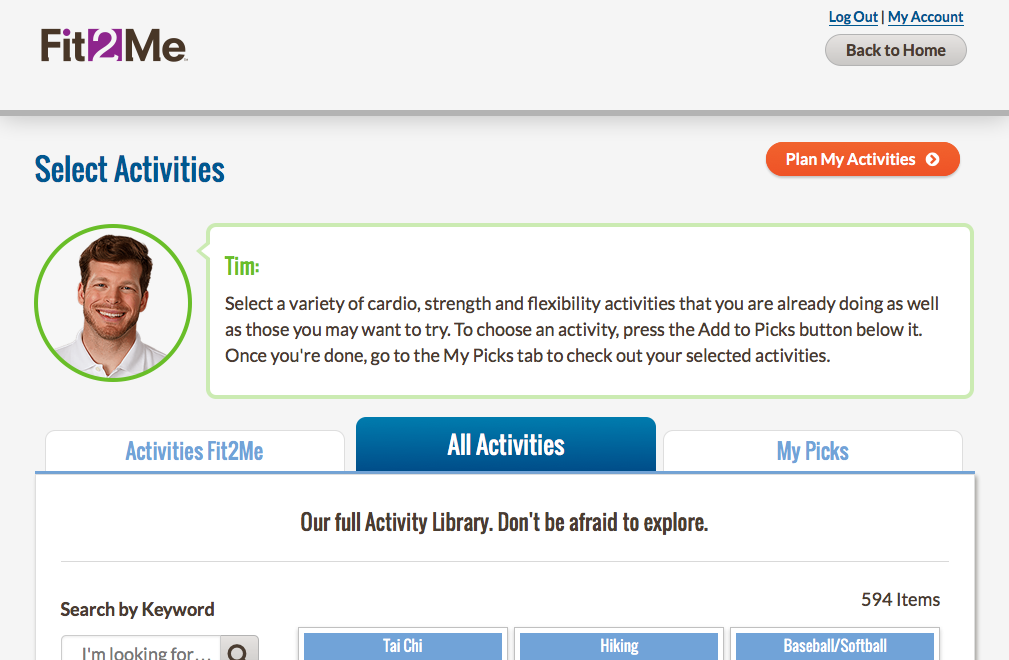 Log Out | My Account
Fit2Me
Back to Home
Select Activities
Plan My Activities
Tim:
Select a variety of cardio, strength and flexibility activities that you are already doing as well
as those you may want to try. To choose an activity, press the Add to Picks button below it.
Once you're done, go to the My Picks tab to check out your selected activities.
Activities Fit2Me
All Activities
My Picks
Our full Activity Library. Don't be afraid to explore.
594 Items
Search by Keyword
I'm looking for...
Tai Chi
Hiking
Baseball/Softball